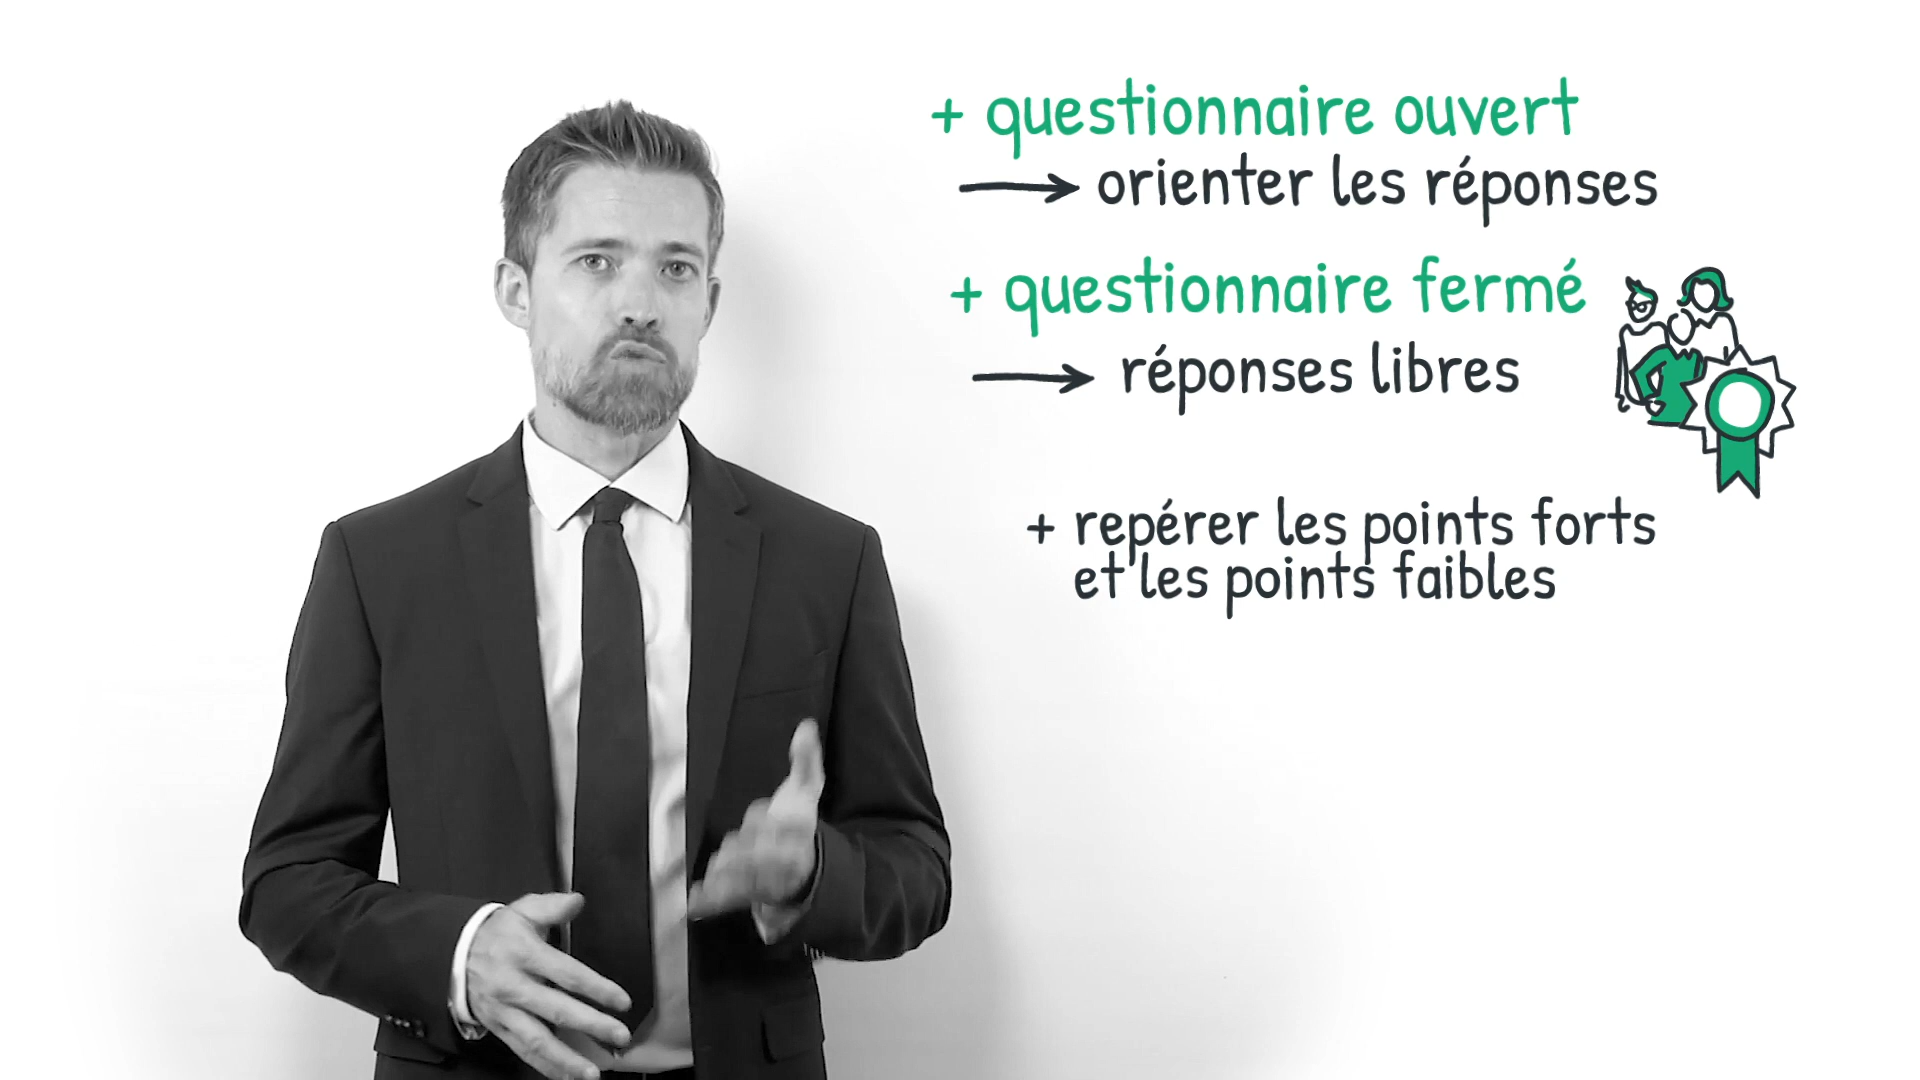 + questionnaire ouvert
→ orienter les réponses
+ questionnaire fermé
→ réponses libres
+ repérer les points forts
et les points faibles